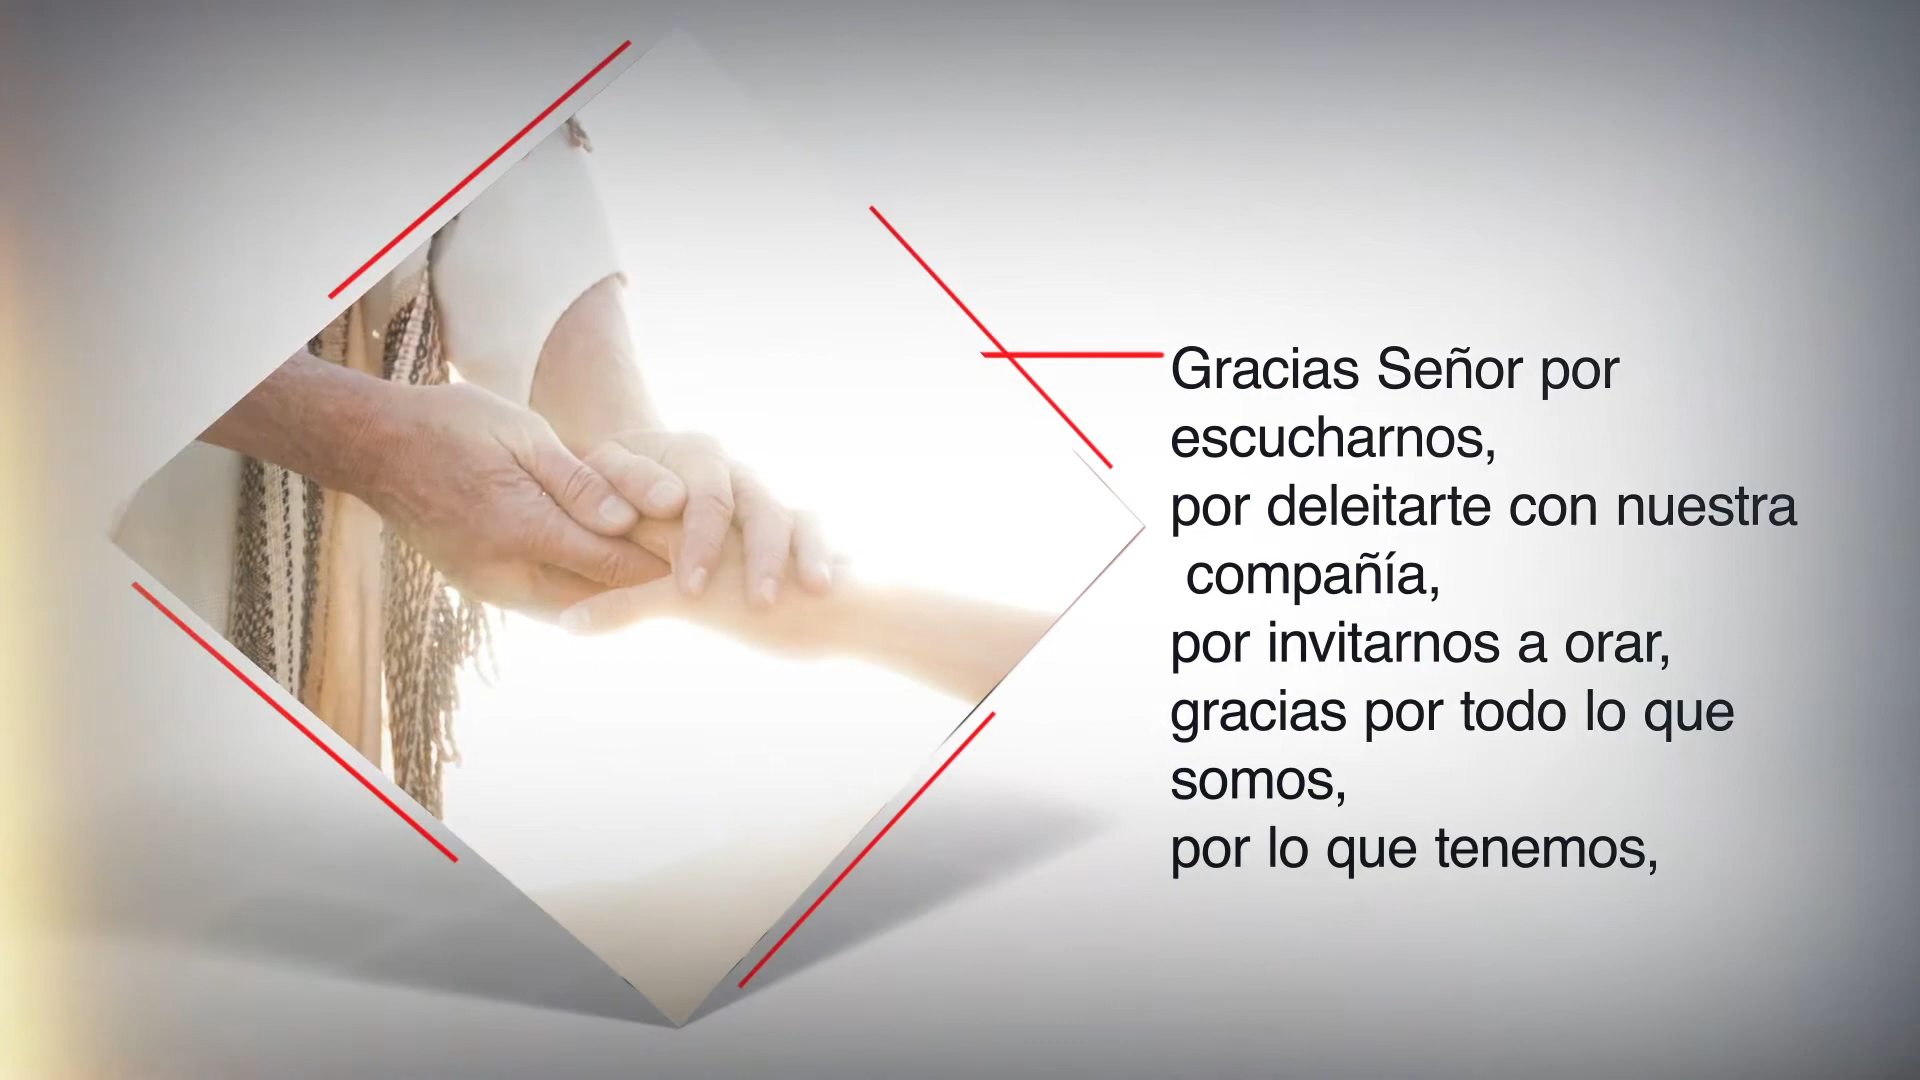 Gracias Señor por
escucharnos,
por deleitarte con nuestra
compañía,
por invitarnos a orar,
gracias por todo lo que
somos,
por lo que tenemos,